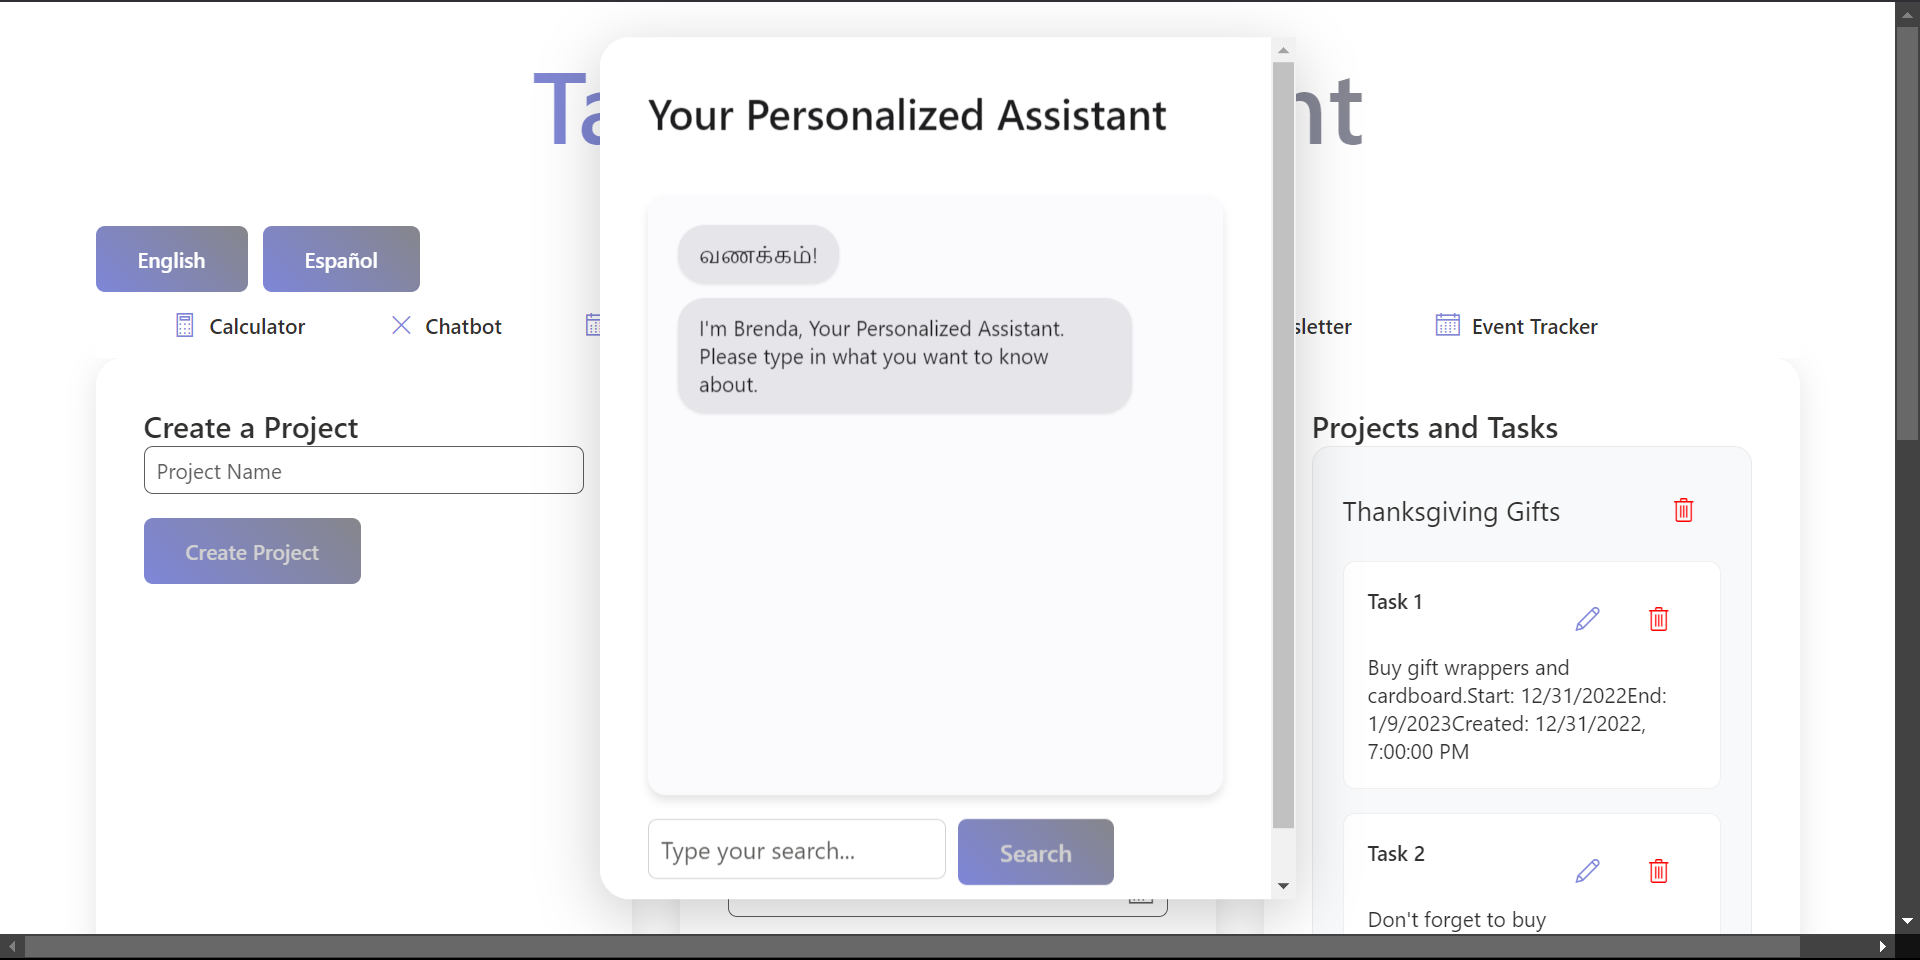 Your Personalized Assistant
English
Español
வணக்கம்!
Calculator
Chatbot
Event Tracker
I'm Brenda, Your Personalized Assistant.
Please type in what you want to know
about.
Create a Project
Project Name
Create Project
Type your search...
Search
Projects and Tasks
Thanksgiving Gifts
Task 1
Buy gift wrappers and
cardboard.Start: 12/31/2022End:
1/9/2023Created: 12/31/2022,
7:00:00 PM
Task 2
Don't forget to buy